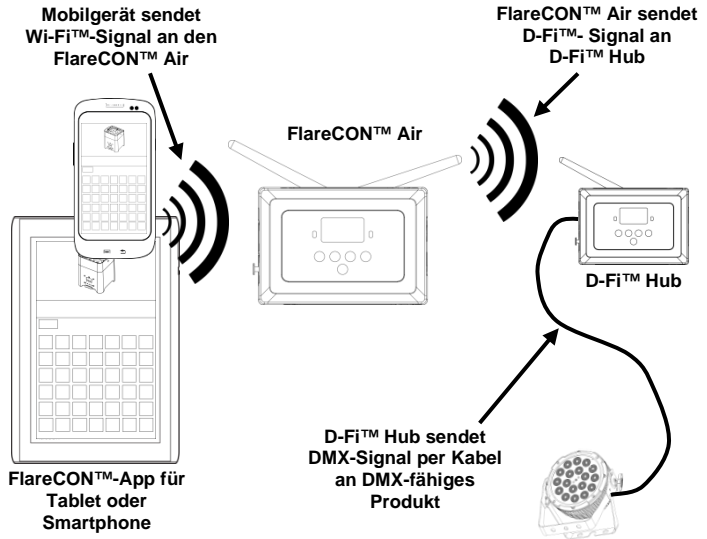 Mobilgerät sendet
Wi-Fi™-Signal an den
FlareCON™ Air
FlareCON™ Air sendet
D-Fi™- Signal an
D-Fi™ Hub
FlareCON™ Air
D-Fi™ Hub
D-Fi™ Hub sendet
DMX-Signal per Kabel
an DMX-fähiges
Produkt
FlareCON™-App für
Tablet oder
Smartphone